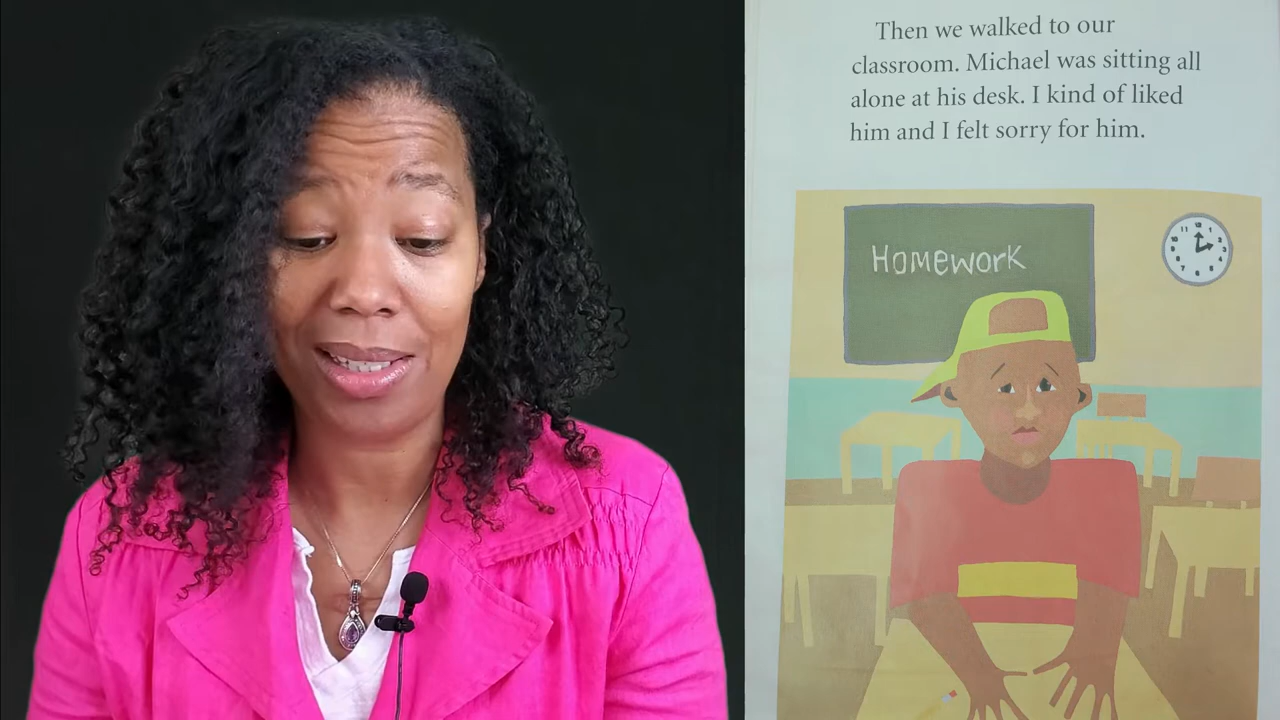 Then we walked to our
classroom. Michael was sitting all
alone at his desk. I kind of liked
him and I felt sorry for him.
Homework